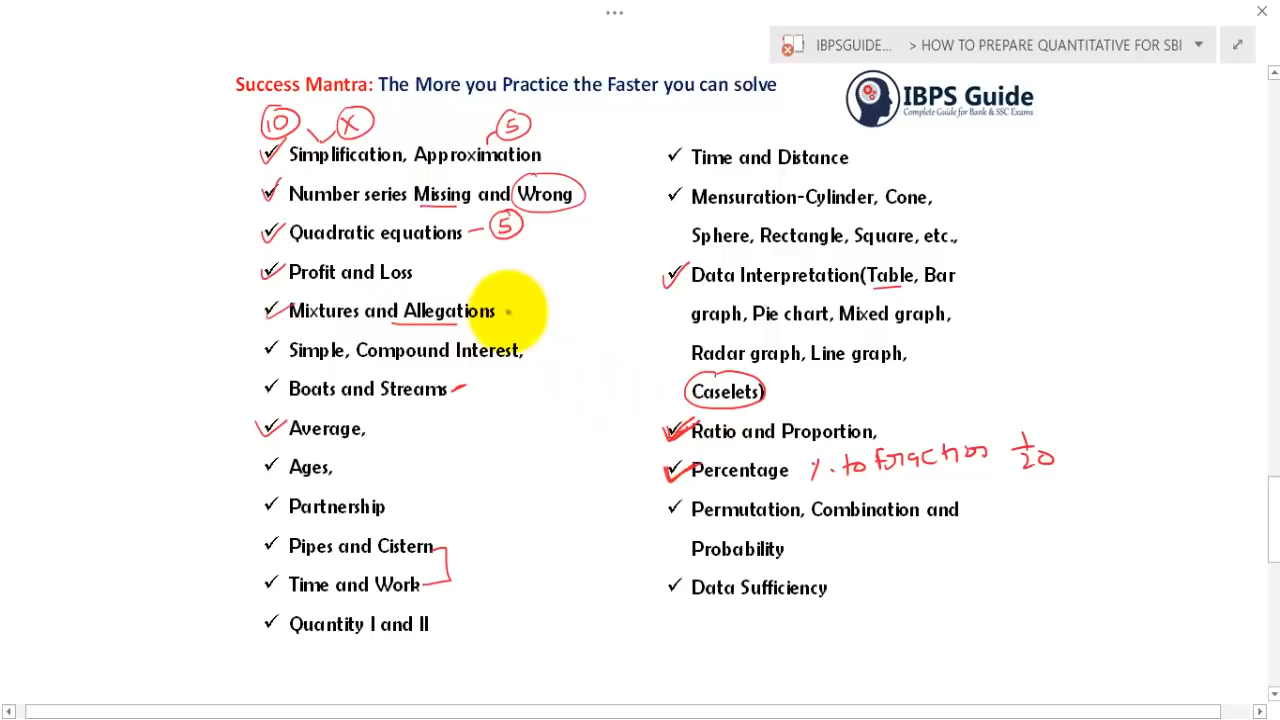 IBPSGUIDE... > HOW TO PREPARE QUANTITATIVE FOR SBI
Success Mantra: The More you Practice the Faster you can solve
IBPS Guide
Complete Guide for Bank & SSC Exams
10 X 5
Simplification, Approximation
Number series Missing and Wrong
Quadratic equations - 5
Profit and Loss
Mixtures and Allegations
Simple, Compound Interest,
Boats and Streams
Average,
Ages,
Partnership
Pipes and Cistern
Time and Work
Quantity I and II
Time and Distance
Mensuration-Cylinder, Cone,
Sphere, Rectangle, Square, etc.,
Data Interpretation(Table, Bar
graph, Pie chart, Mixed graph,
Radar graph, Line graph,
Caselets)
Ratio and Proportion,
Percentage %. to fraction 1/20
Permutation, Combination and
Probability
Data Sufficiency